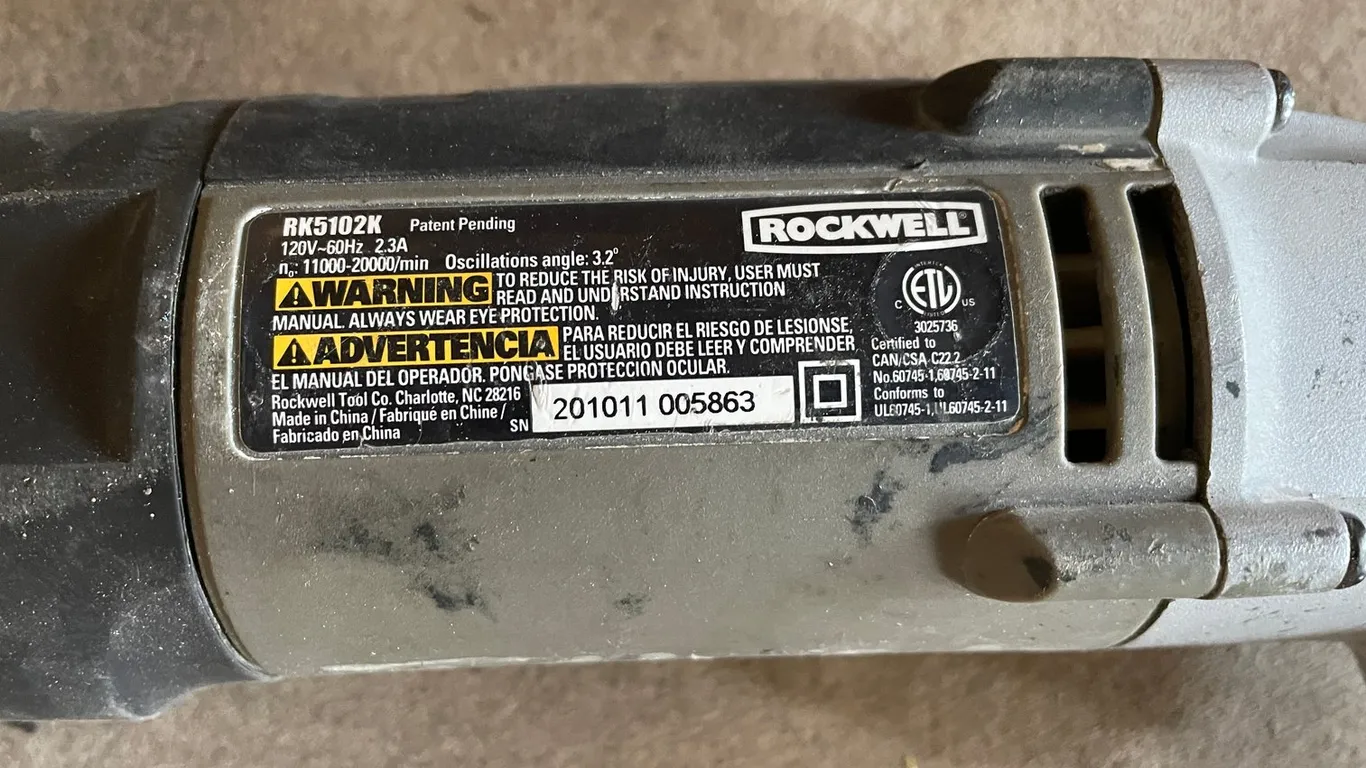 RK5102K Patent Pending
ROCKWELL
120V~60Hz 2.3A
n₀: 11000-20000/min Oscillations angle: 3.2°
WARNING TO REDUCE THE RISK OF INJURY, USER MUST
READ AND UNDERSTAND INSTRUCTION
MANUAL. ALWAYS WEAR EYE PROTECTION.
ADVERTENCIA PARA REDUCIR EL RIESGO DE LESIONSE,
EL USUARIO DEBE LEER Y COMPRENDER
EL MANUAL DEL OPERADOR. PONGASE PROTECCION OCULAR.
Rockwell Tool Co. Charlotte, NC 28216
Made in China / Fabriqué en Chine /
Fabricado en China
SN 201011 005863
C ETL US
INTERTEK
3025736
Certified to
CAN/CSA C22.2
No.60745-1,60745-2-11
Conforms to
UL60745-1,UL60745-2-11